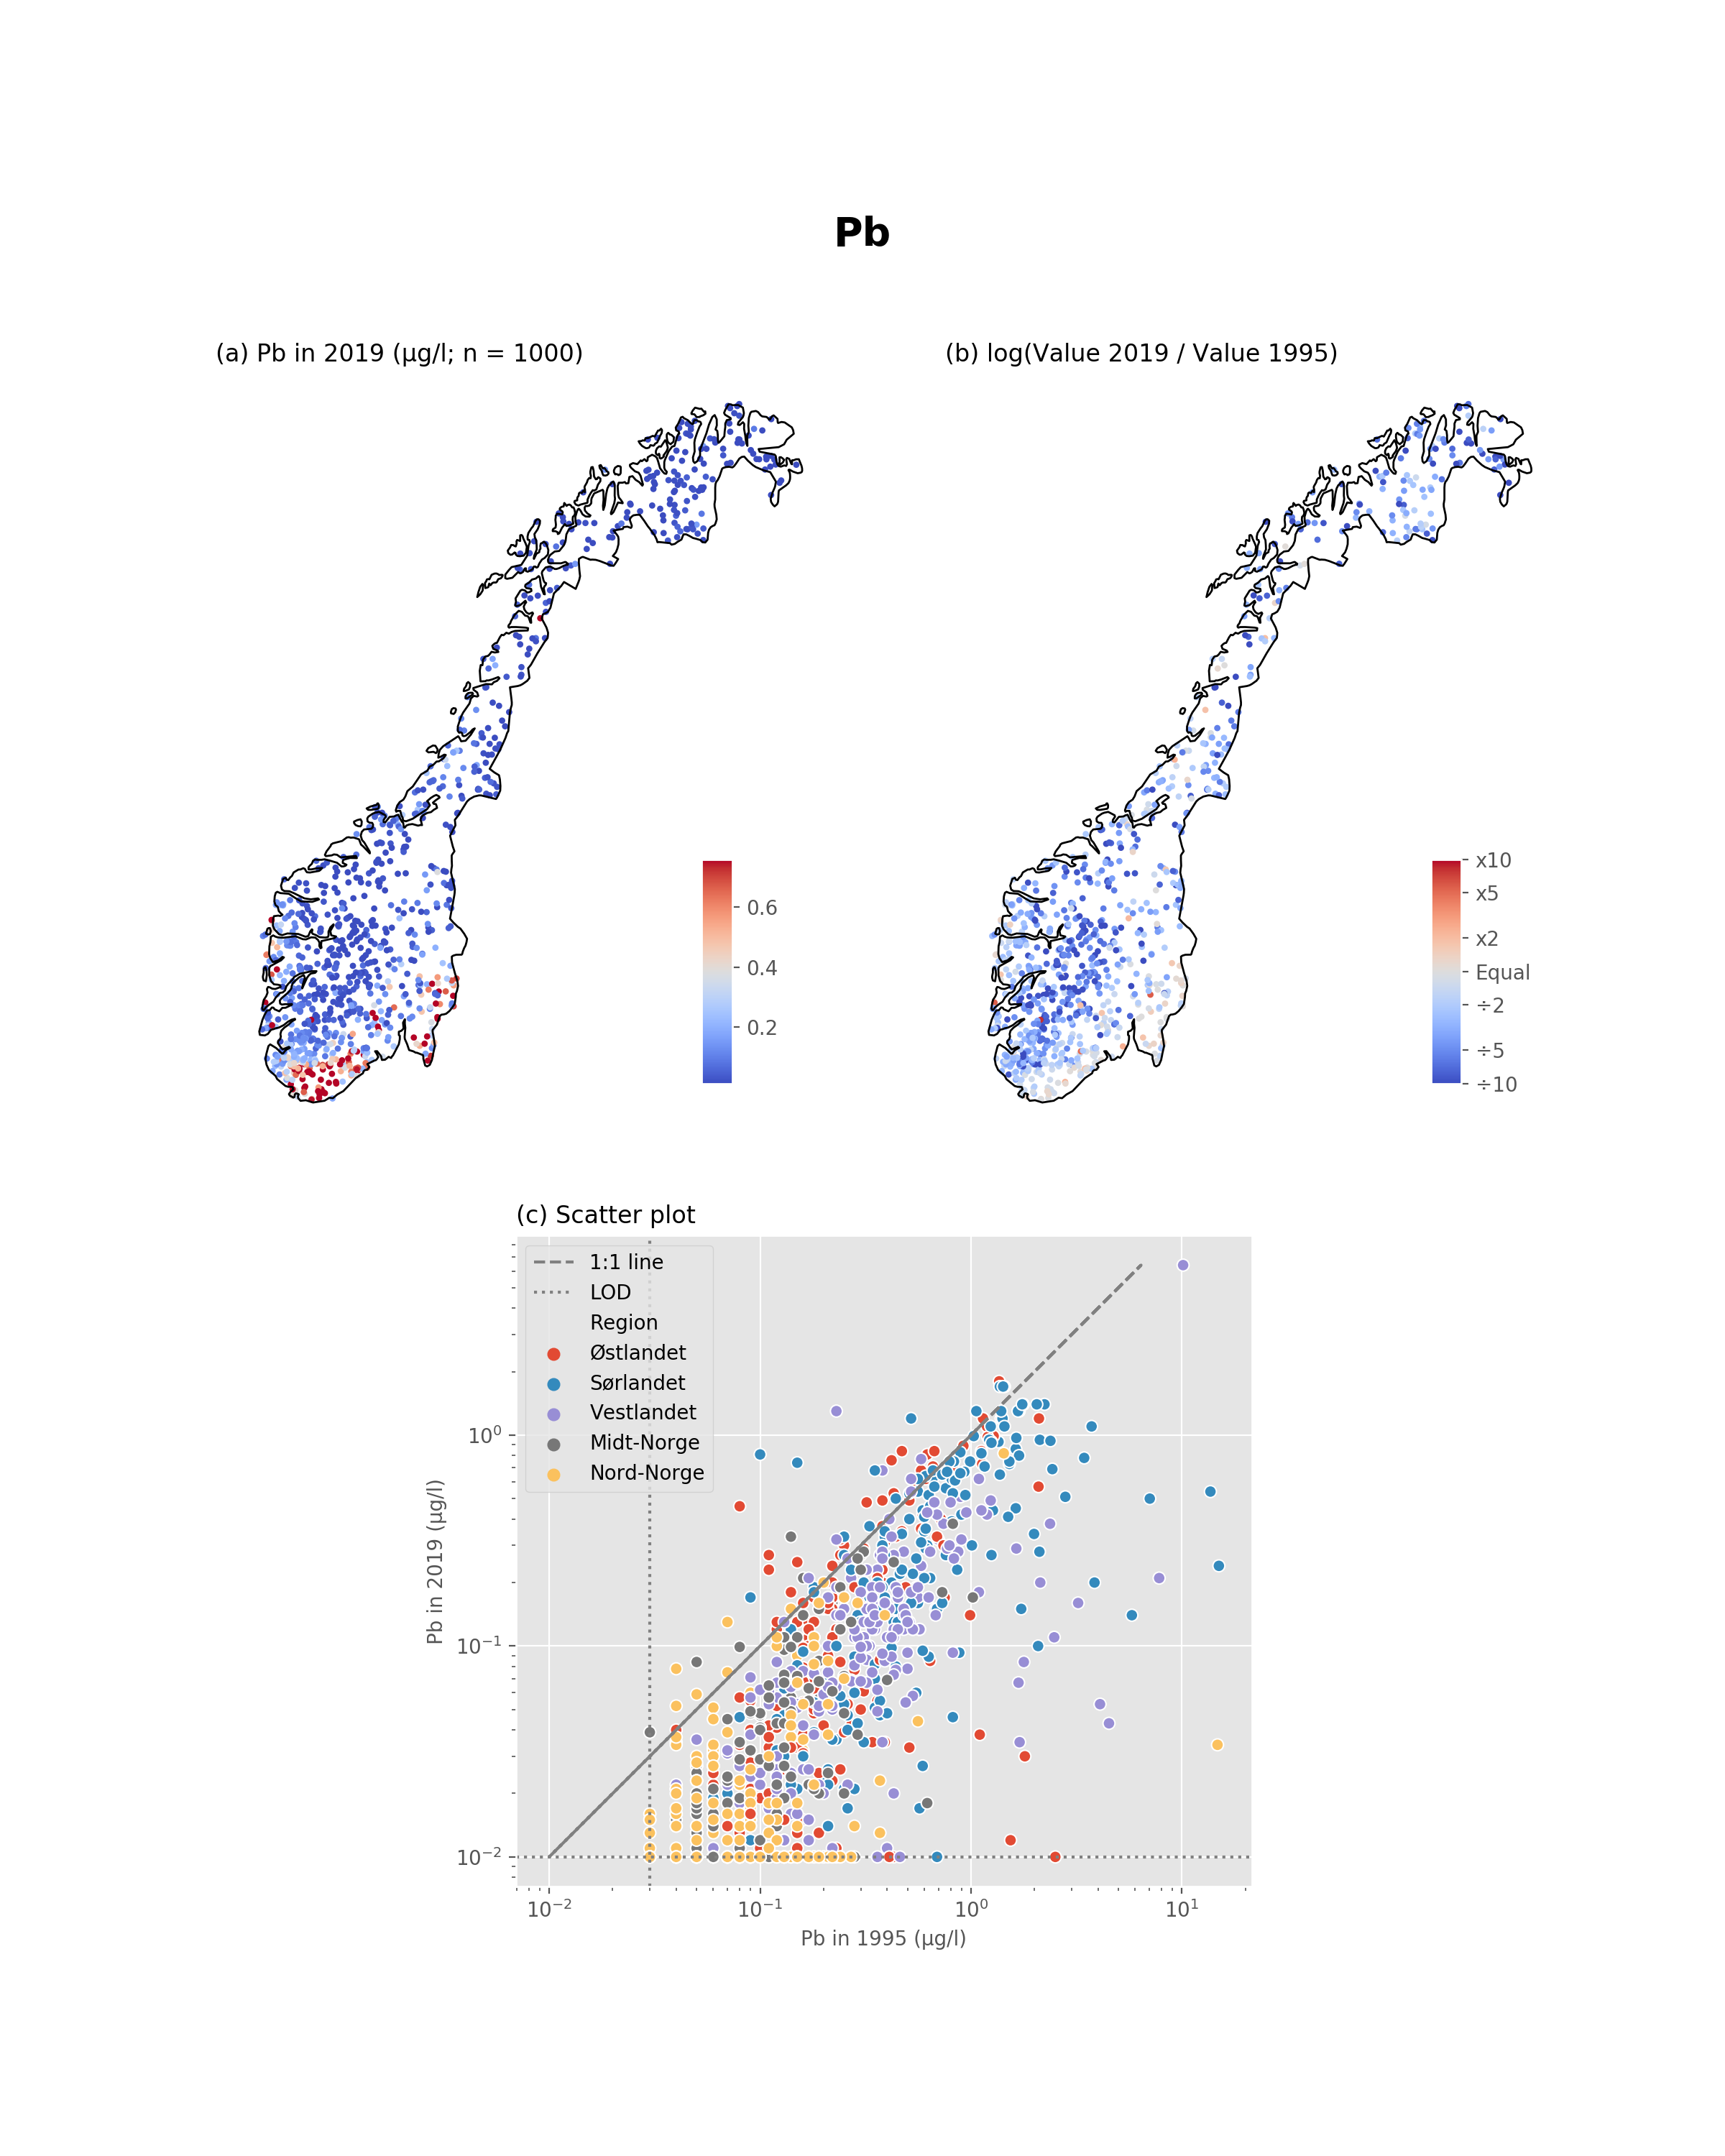 Pb
(a) Pb in 2019 (µg/l; n = 1000)
0.6
0.4
0.2
(b) log(Value 2019 / Value 1995)
x10
x5
x2
Equal
÷2
÷5
÷10
(c) Scatter plot
1:1 line
LOD
Region
Østlandet
Sørlandet
Vestlandet
Midt-Norge
Nord-Norge
Pb in 2019 (µg/l)
10⁰
10⁻¹
10⁻²
10⁻² 10⁻¹ 10⁰ 10¹
Pb in 1995 (µg/l)